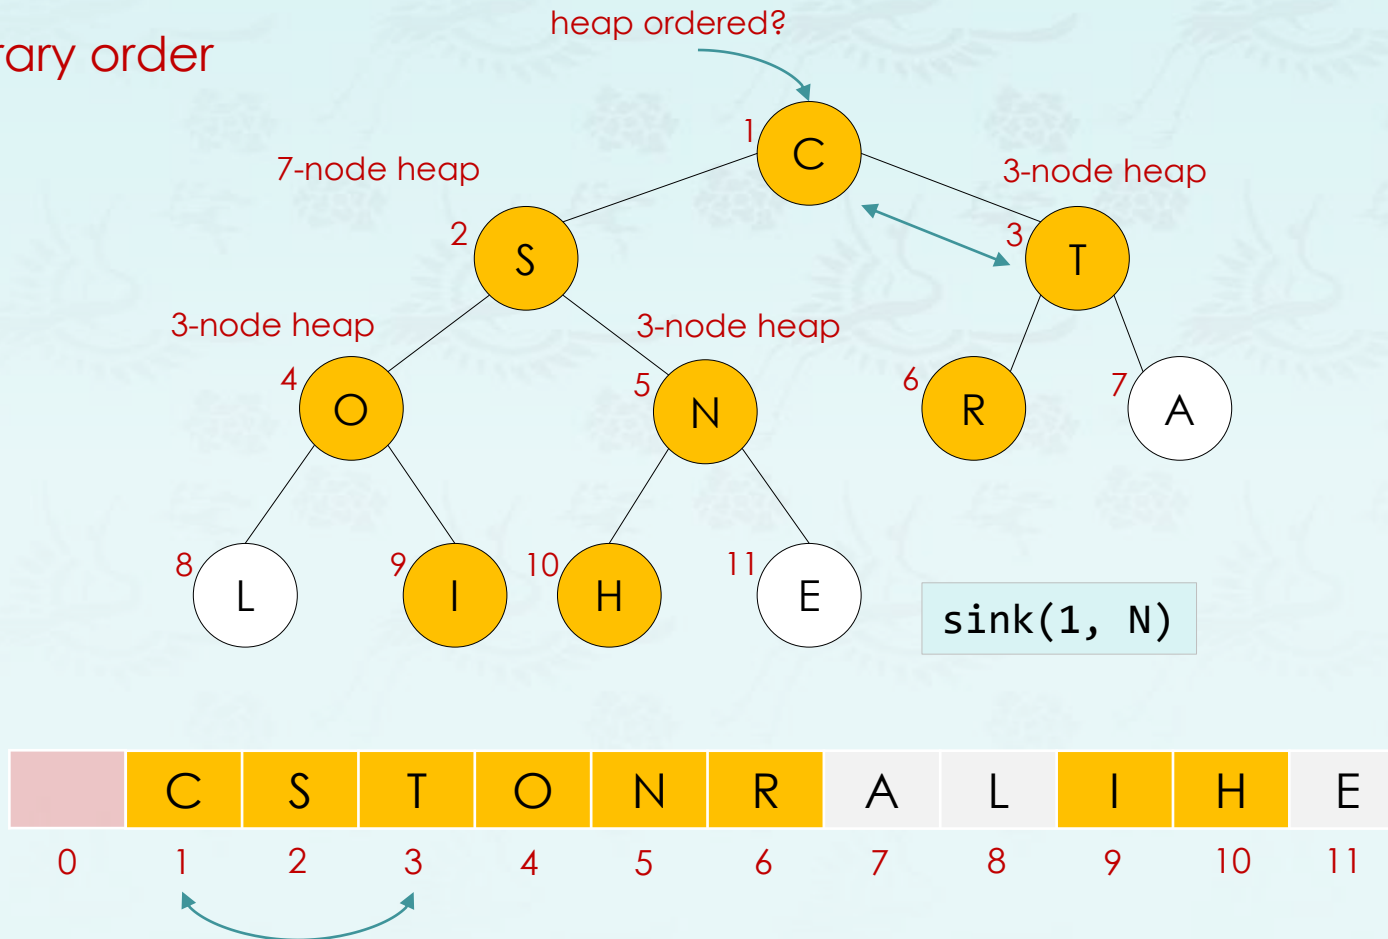 heap ordered?
rary order
1
C
7-node heap
3-node heap
2
S
3
T
3-node heap
3-node heap
4
O
5
N
6
R
7
A
8
L
9
I
10
H
11
E
sink(1, N)
C S T O N R A L I H E
0 1 2 3 4 5 6 7 8 9 10 11